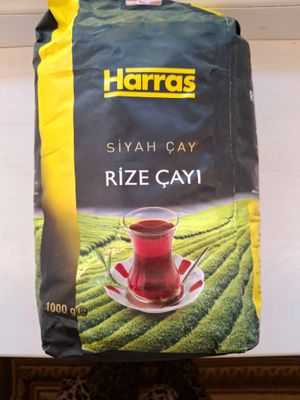 Harras
SİYAH ÇAY
RİZE ÇAYI
1000 g ℮